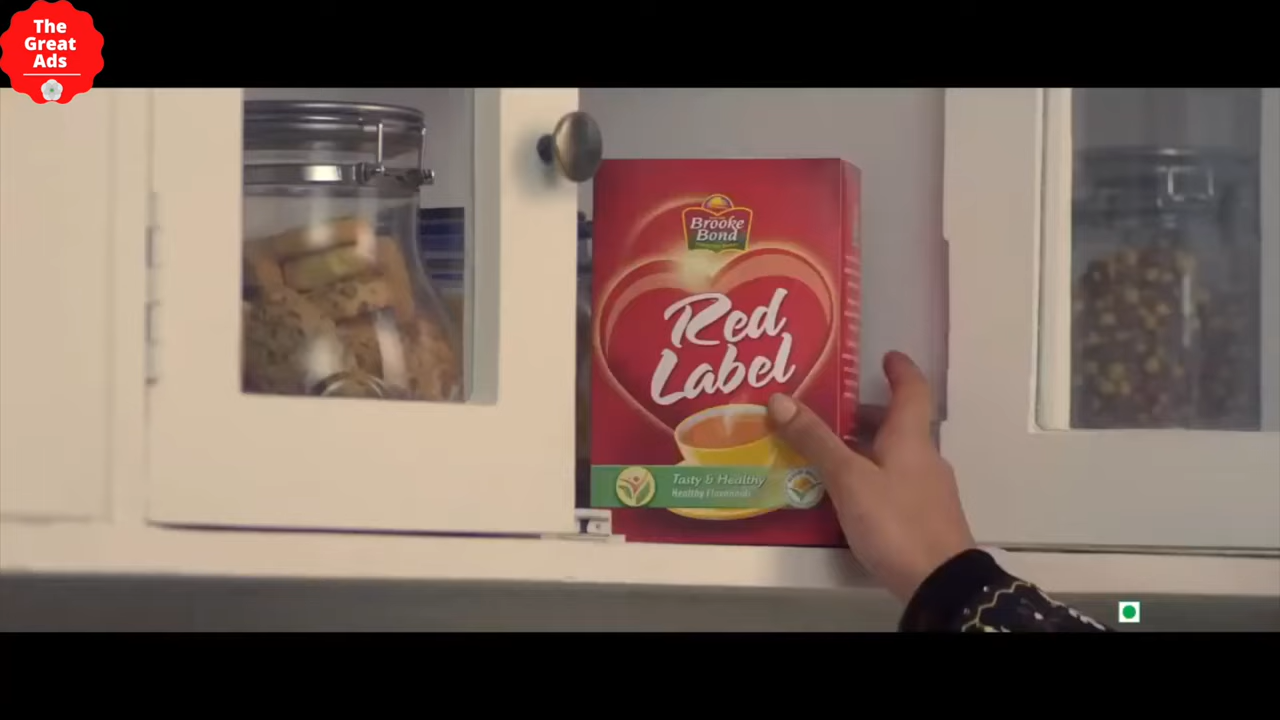 The
Great
Ads
Brooke
Bond
Red
Label
Tasty & Healthy
Healthy Flavonoids